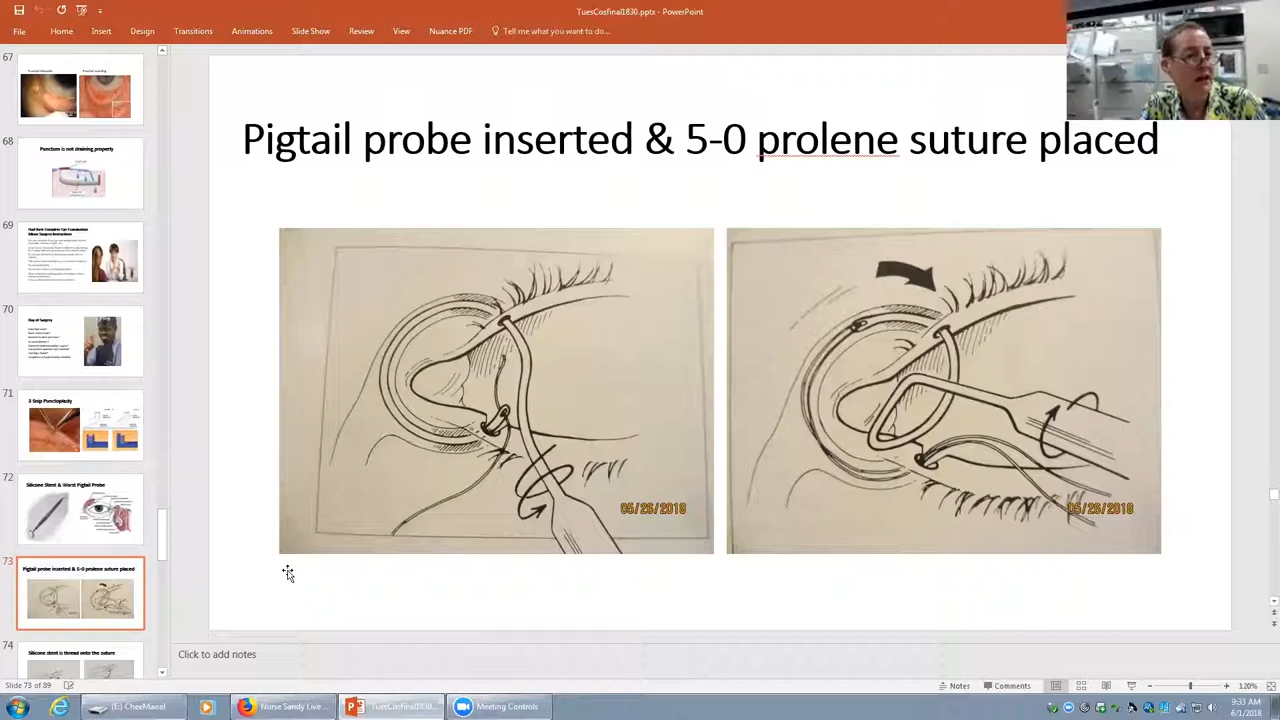 TuesCosfinal1830.pptx - PowerPoint
File Home Insert Design Transitions Animations Slide Show Review View Nuance PDF Tell me what you want to do...
67
68
Punctum is not draining properly
69
70
Day of Surgery
71
3 Snip Punctoplasty
72
Silicone Stent & Worst Pigtail Probe
73
Pigtail probe inserted & 5-0 prolene suture placed
74
Silicone stent is thread onto the suture
Pigtail probe inserted & 5-0 prolene suture placed
05/26/2018
05/26/2018
Click to add notes
Slide 73 of 89
Notes
Comments
120%
(E:) CheeMaisel
Nurse Sandy Live ...
TuesCosfinal1830...
Meeting Controls
9:33 AM
6/1/2018